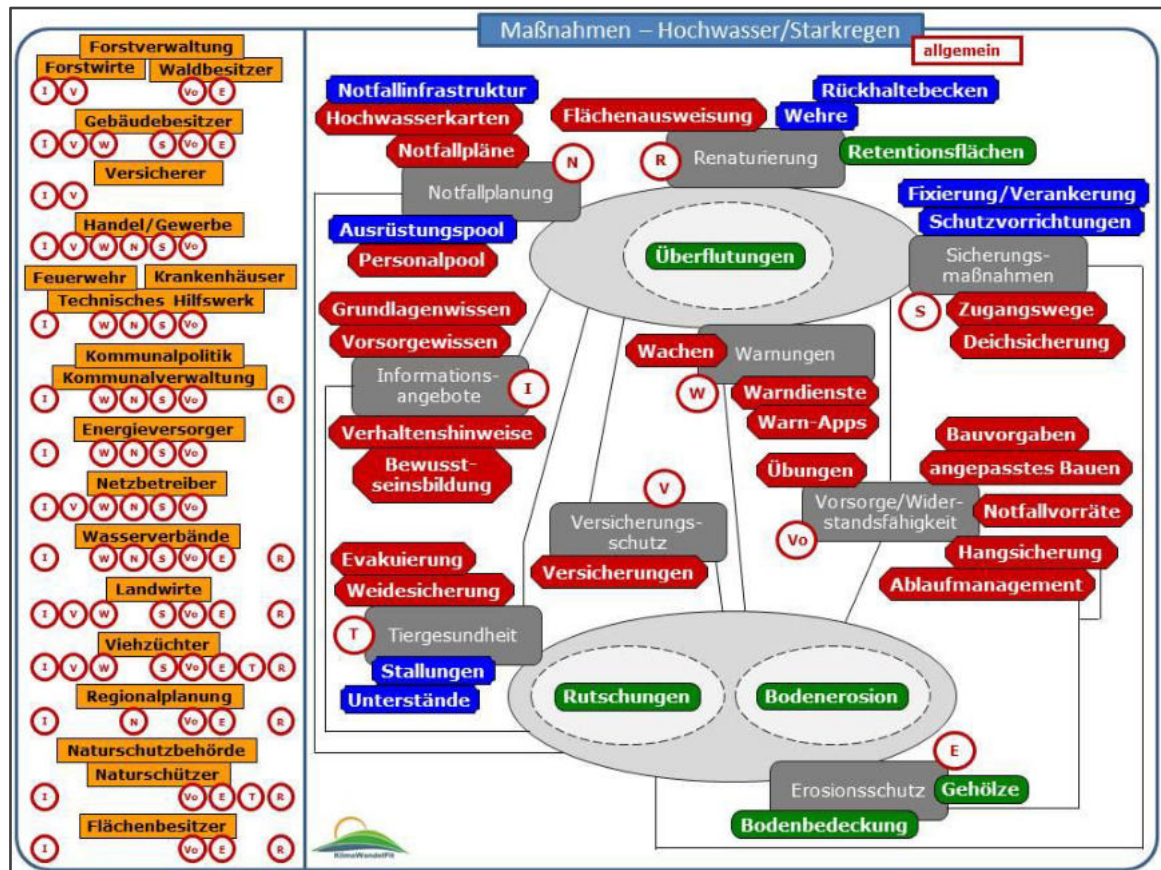 Maßnahmen – Hochwasser/Starkregen
allgemein
Forstverwaltung
Forstwirte
Waldbesitzer
I V Vo E
Gebäudebesitzer
I V W S Vo E
Versicherer
I V
Handel/Gewerbe
I V W N S Vo
Feuerwehr
Krankenhäuser
Technisches Hilfswerk
I W N S Vo
Kommunalpolitik
Kommunalverwaltung
I W N S Vo R
Energieversorger
I W N S Vo
Netzbetreiber
I V W N S Vo
Wasserverbände
I W N S Vo E R
Landwirte
I V W S Vo E R
Viehzüchter
I V W S Vo E T R
Regionalplanung
I N Vo E R
Naturschutzbehörde
Naturschützer
I Vo E T R
Flächenbesitzer
I Vo E R
Notfallinfrastruktur
Hochwasserkarten
Notfallpläne
N
Notfallplanung
Ausrüstungspool
Personalpool
Flächenausweisung
Rückhaltebecken
Wehre
R
Renaturierung
Retentionsflächen
Überflutungen
Fixierung/Verankerung
Schutzvorrichtungen
Sicherungs-
maßnahmen
S
Zugangswege
Deichsicherung
Grundlagenwissen
Vorsorgewissen
Informations-
angebote
I
Verhaltenshinweise
Bewusst-
seinsbildung
Wachen
Warnungen
W
Warndienste
Warn-Apps
Bauvorgaben
angepasstes Bauen
Übungen
Vorsorge/Wider-
standsfähigkeit
Vo
Notfallvorräte
Hangsicherung
Ablaufmanagement
V
Versicherungs-
schutz
Versicherungen
Evakuierung
Weidesicherung
T
Tiergesundheit
Stallungen
Unterstände
Rutschungen
Bodenerosion
E
Erosionsschutz
Gehölze
Bodenbedeckung
KlimaWandelFit